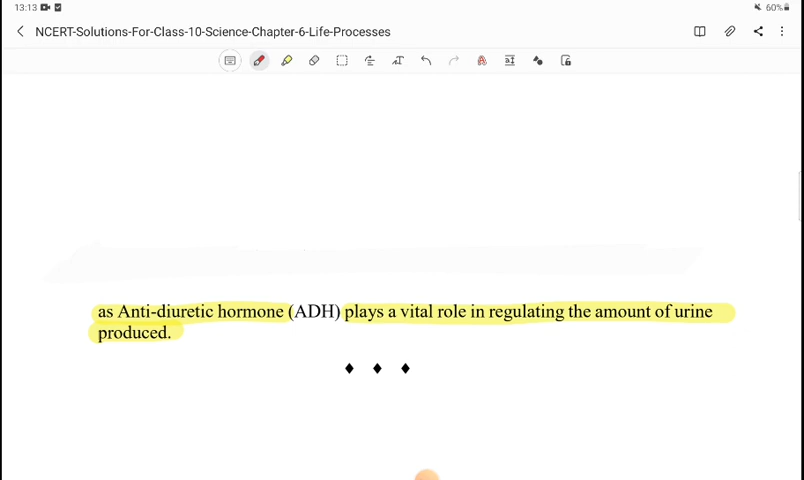 13:13
60%
NCERT-Solutions-For-Class-10-Science-Chapter-6-Life-Processes
as Anti-diuretic hormone (ADH) plays a vital role in regulating the amount of urine
produced.